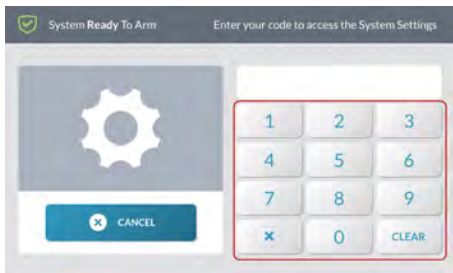 System Ready To Arm
Enter your code to access the System Settings
1 2 3
4 5 6
7 8 9
CANCEL
0 CLEAR